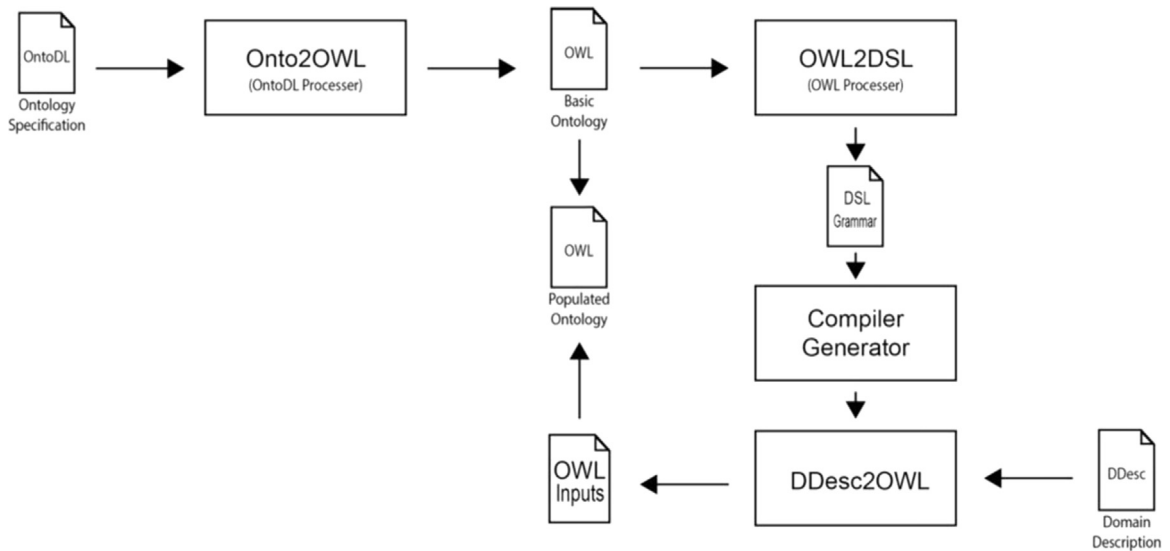 OntoDL
Ontology
Specification
Onto2OWL
(OntoDL Processer)
OWL
Basic
Ontology
OWL2DSL
(OWL Processer)
DSL
Grammar
OWL
Populated
Ontology
Compiler
Generator
OWL
Inputs
DDesc2OWL
DDesc
Domain
Description